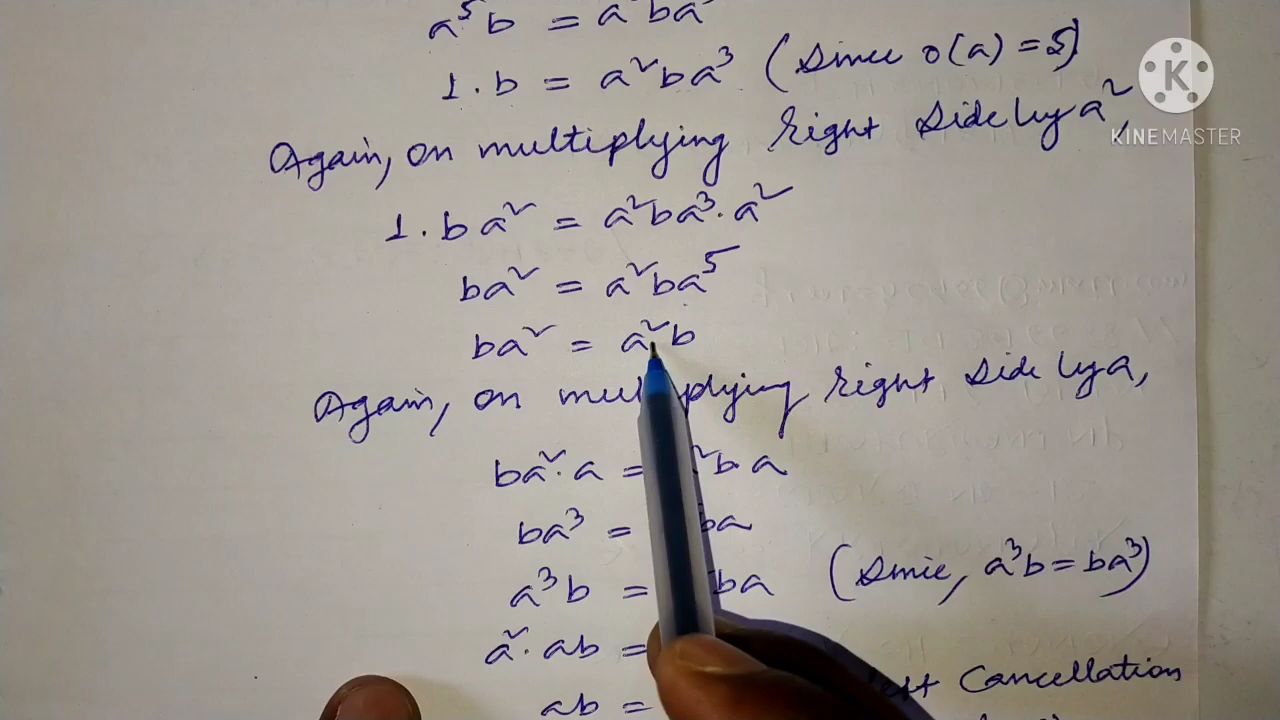 a⁵b = a²ba³
1.b = a²ba³ (Since o(a) = 5)
K
KINEMASTER
Again, on multiplying right side by a²,
1.ba² = a²ba³.a²
ba² = a²ba⁵
ba² = a²b
Again, on multiplying right side by a,
ba².a = ²b.a
ba³ = ba
a³b = ba (Since, a³b = ba³)
a².ab =
Cancellation
ab =